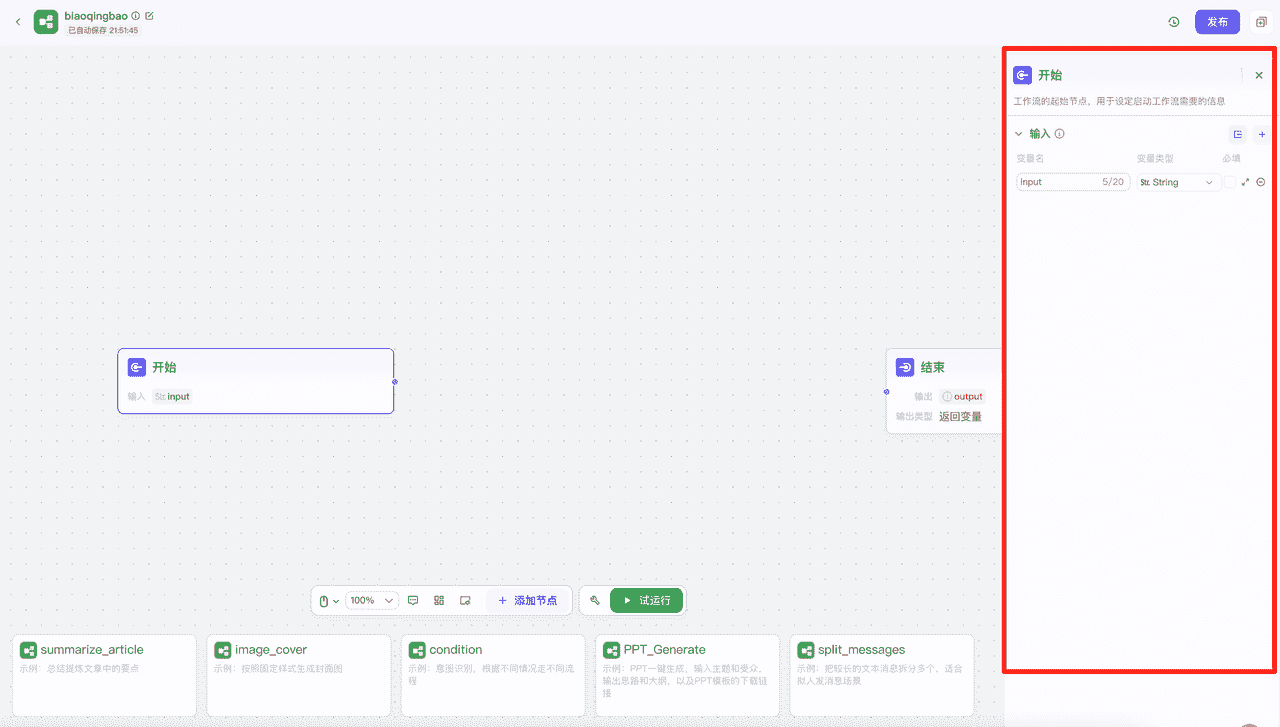 biaoqingbao
已自动保存 21:51:45
发布
开始
工作流的起始节点，用于设定启动工作流需要的信息
输入
变量名 变量类型 必填
input 5/20 Str. String
开始
输入 Str. input
结束
输出 output
输出类型 返回变量
100% 添加节点 试运行
summarize_article
示例：总结提炼文章中的要点
image_cover
示例：按照固定样式生成封面图
condition
示例：意图识别，根据不同情况走不同流
程
PPT_Generate
示例：PPT一键生成，输入主题和受众，
输出思路和大纲，以及PPT模板的下载链
接
split_messages
示例：把较长的文本消息拆分多个，适合
拟人发消息场景